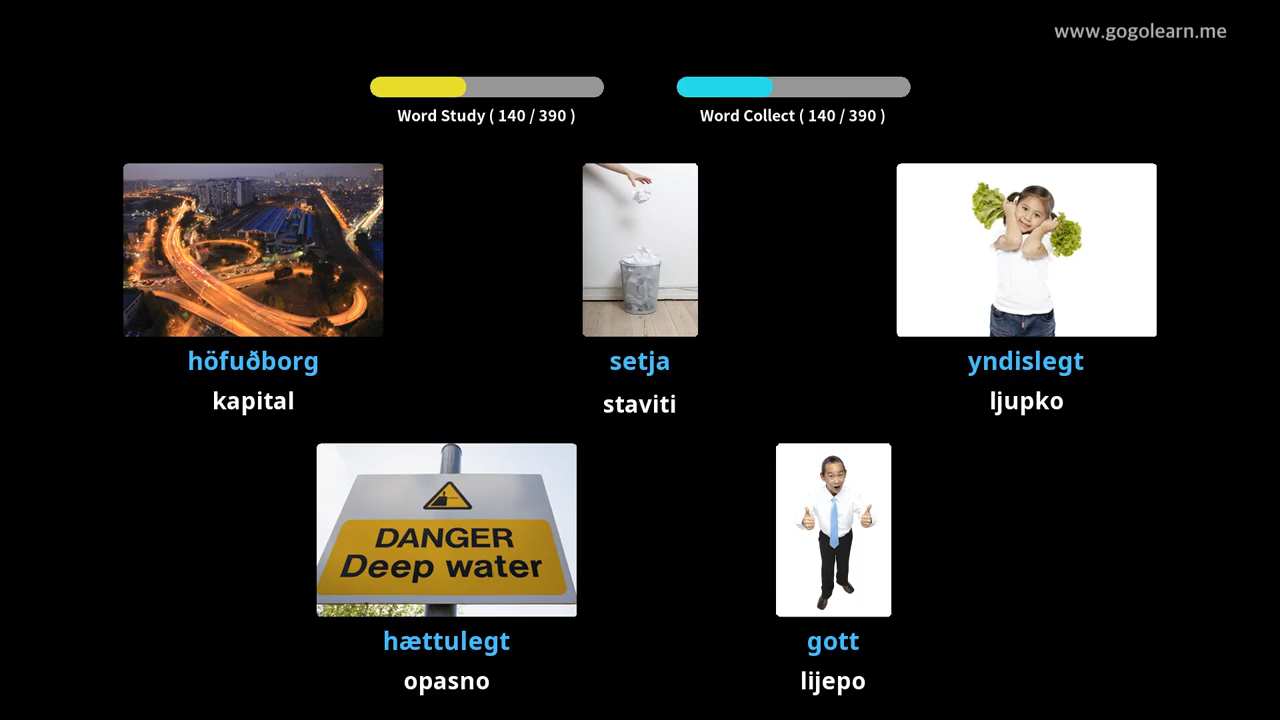 www.gogolearn.me
Word Study ( 140 / 390 )
Word Collect ( 140 / 390 )
höfuðborg
kapital
setja
staviti
yndislegt
ljupko
DANGER
Deep water
hættulegt
opasno
gott
lijepo